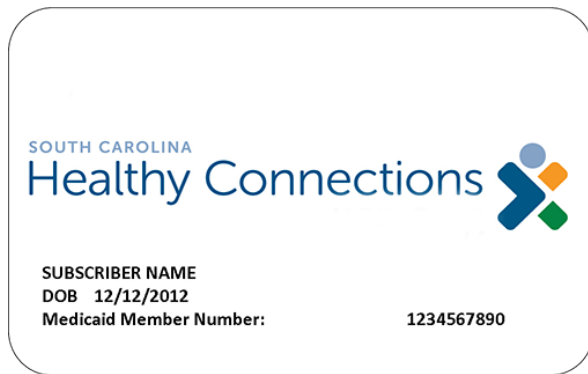 SOUTH CAROLINA
Healthy Connections
SUBSCRIBER NAME
DOB 12/12/2012
Medicaid Member Number: 1234567890